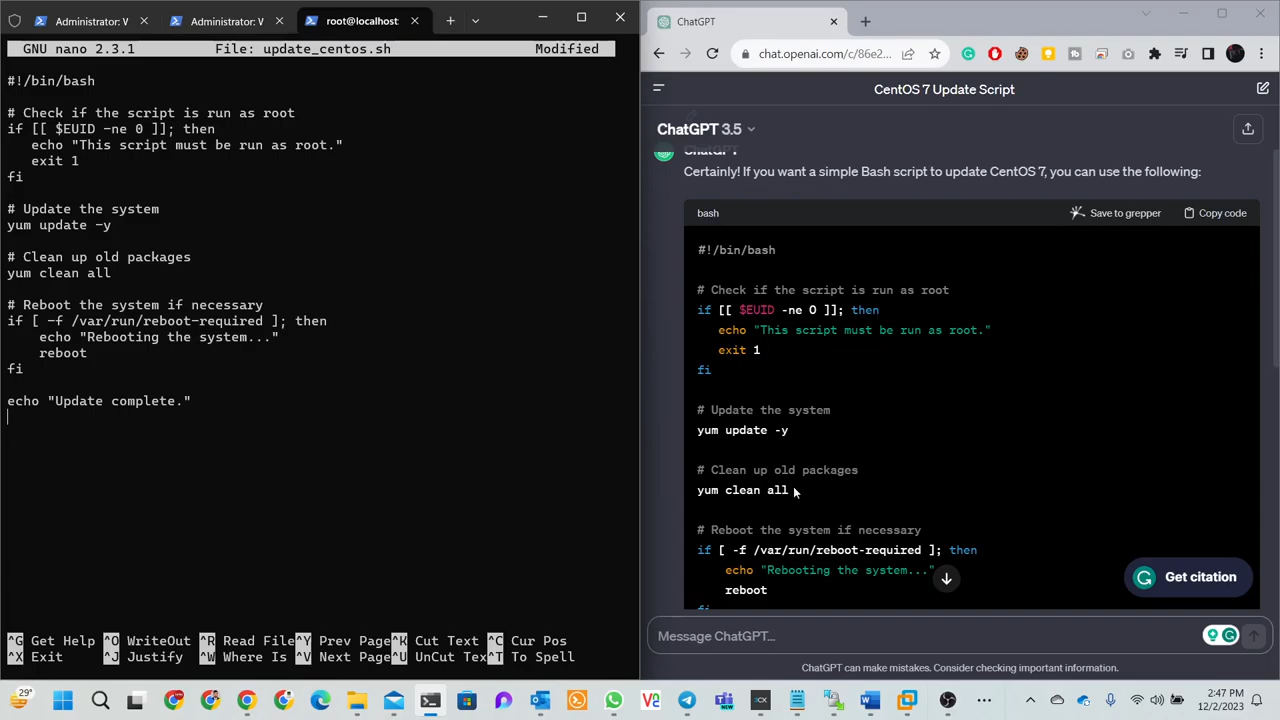 Administrator: V
Administrator: V
root@localhost
GNU nano 2.3.1
File: update_centos.sh
Modified
#!/bin/bash
# Check if the script is run as root
if [[ $EUID -ne 0 ]]; then
echo "This script must be run as root."
exit 1
fi
# Update the system
yum update -y
# Clean up old packages
yum clean all
# Reboot the system if necessary
if [ -f /var/run/reboot-required ]; then
echo "Rebooting the system..."
reboot
fi
echo "Update complete."
^G Get Help ^O WriteOut ^R Read File ^Y Prev Page ^K Cut Text ^C Cur Pos
^X Exit ^J Justify ^W Where Is ^V Next Page ^U UnCut Tex ^T To Spell
ChatGPT
chat.openai.com/c/86e2...
CentOS 7 Update Script
ChatGPT 3.5
ChatGPT
Certainly! If you want a simple Bash script to update CentOS 7, you can use the following:
bash
Save to grepper
Copy code
#!/bin/bash
# Check if the script is run as root
if [[ $EUID -ne 0 ]]; then
echo "This script must be run as root."
exit 1
fi
# Update the system
yum update -y
# Clean up old packages
yum clean all
# Reboot the system if necessary
if [ -f /var/run/reboot-required ]; then
echo "Rebooting the system..."
reboot
fi
Get citation
Message ChatGPT...
ChatGPT can make mistakes. Consider checking important information.
29°
2:47 PM
12/2/2023